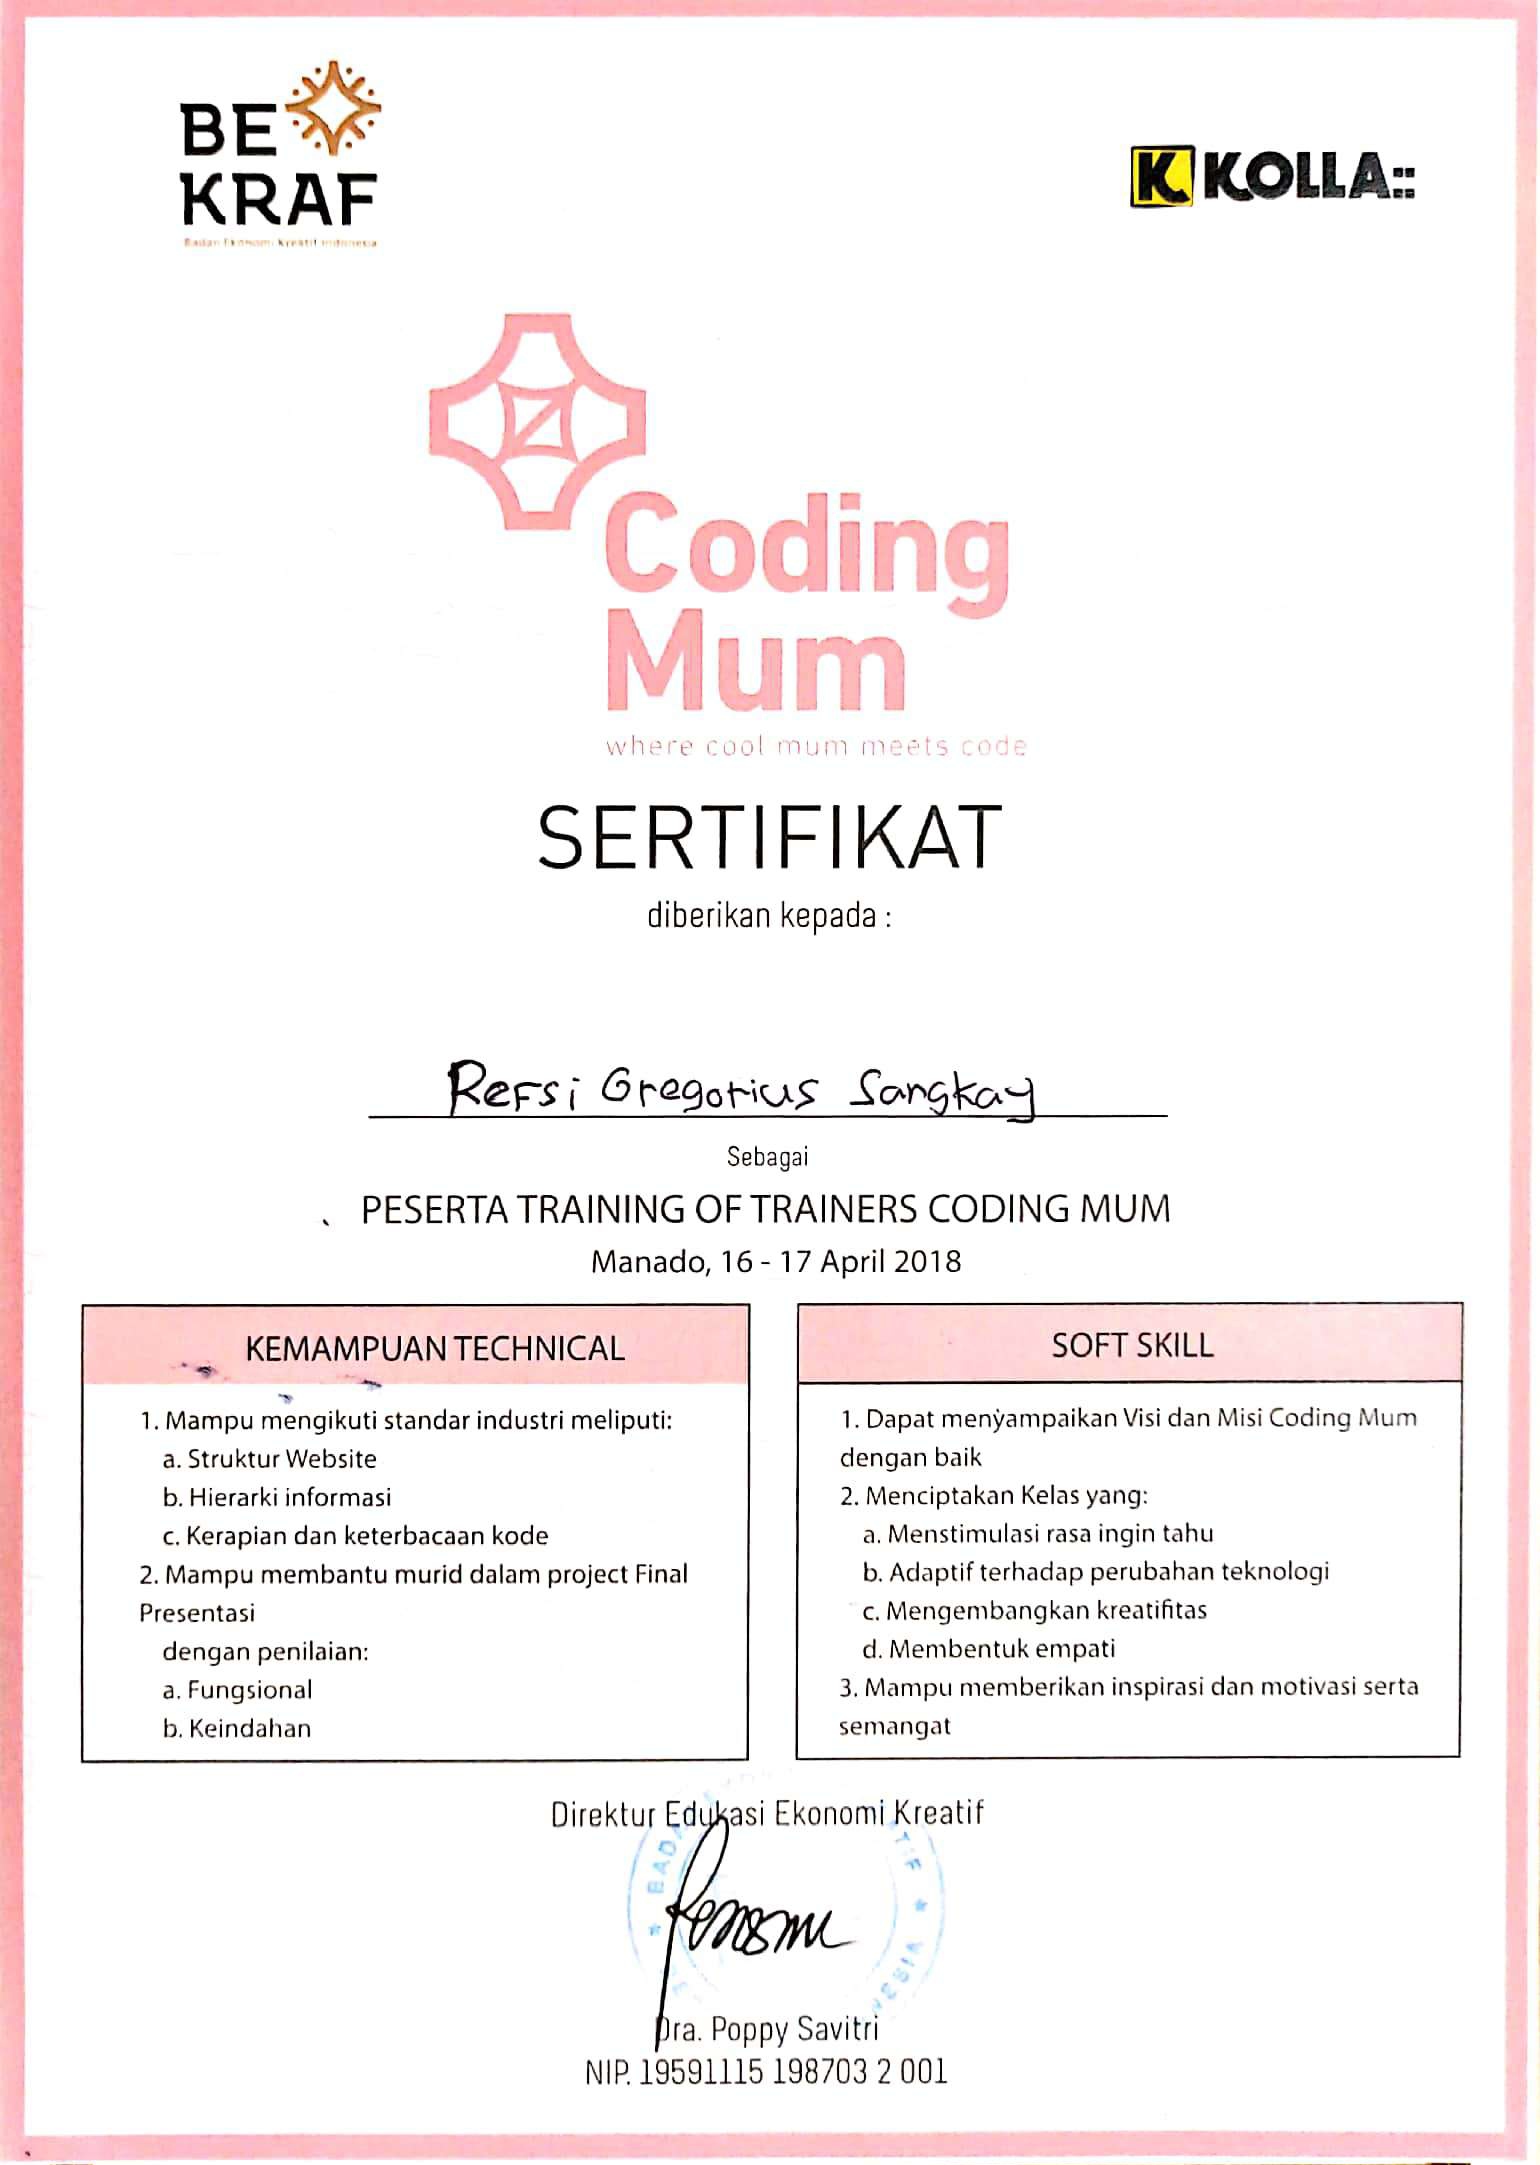 BE
KRAF
Badan Ekonomi Kreatif Indonesia
K KOLLA::
Coding
Mum
where cool mum meets code
SERTIFIKAT
diberikan kepada :
Refsi Gregorius Sangkay
Sebagai
PESERTA TRAINING OF TRAINERS CODING MUM
Manado, 16 - 17 April 2018
KEMAMPUAN TECHNICAL
1. Mampu mengikuti standar industri meliputi:
a. Struktur Website
b. Hierarki informasi
c. Kerapian dan keterbacaan kode
2. Mampu membantu murid dalam project Final
Presentasi
dengan penilaian:
a. Fungsional
b. Keindahan
SOFT SKILL
1. Dapat menyampaikan Visi dan Misi Coding Mum
dengan baik
2. Menciptakan Kelas yang:
a. Menstimulasi rasa ingin tahu
b. Adaptif terhadap perubahan teknologi
c. Mengembangkan kreatifitas
d. Membentuk empati
3. Mampu memberikan inspirasi dan motivasi serta
semangat
Direktur Edukasi Ekonomi Kreatif
Dra. Poppy Savitri
NIP. 19591115 198703 2 001